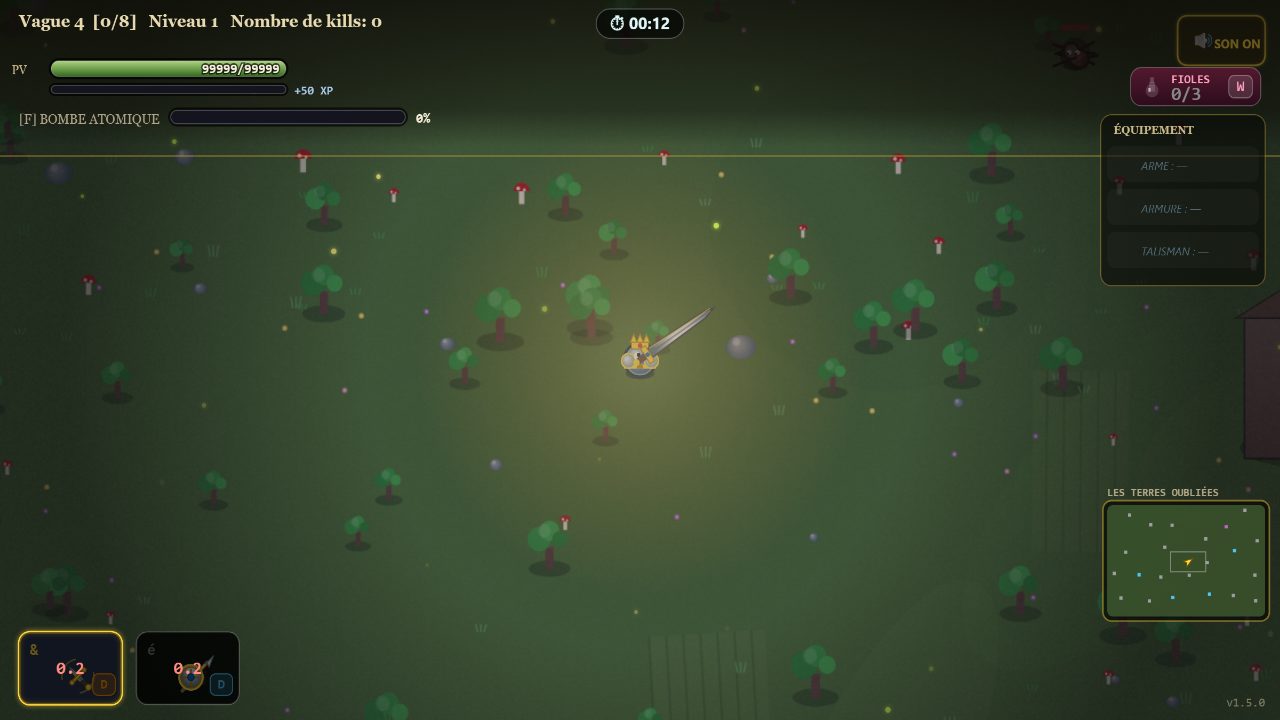 Vague 4 [0/8] Niveau 1 Nombre de kills: 0
00:12
SON ON
PV 99999/99999
+50 XP
FIOLES
0/3 W
[F] BOMBE ATOMIQUE 0%
ÉQUIPEMENT
ARME : —
ARMURE : —
TALISMAN : —
LES TERRES OUBLIÉES
& 0.2 D
é 0.2 D
v1.5.0